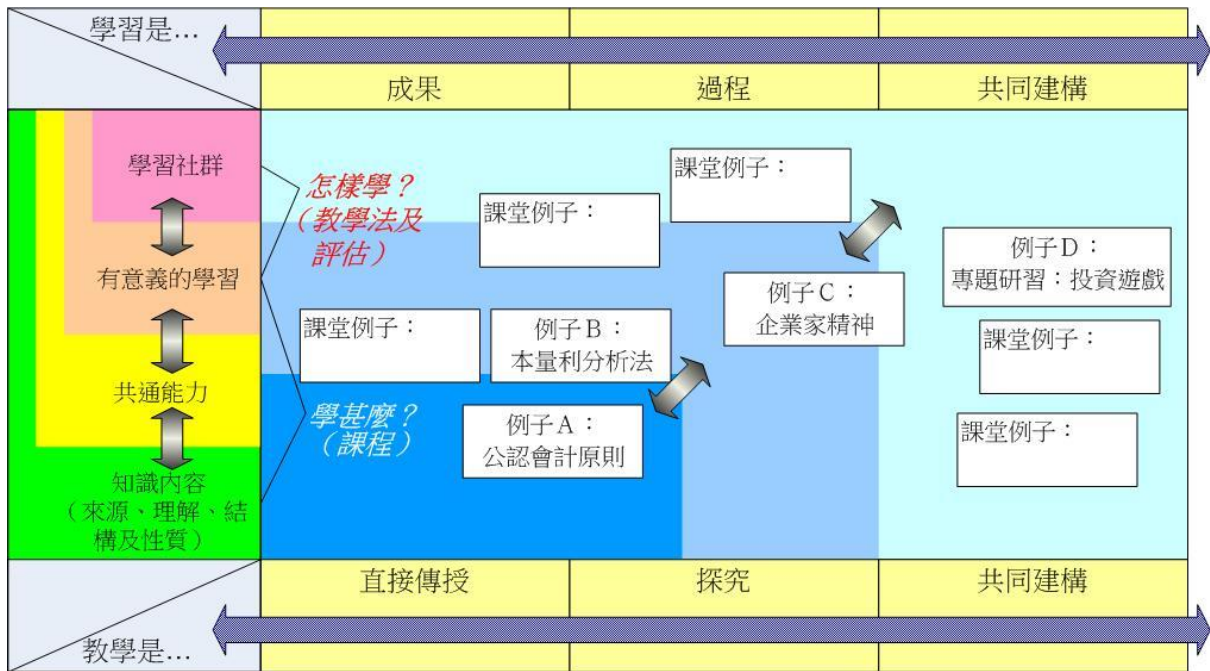 學習是…
成果
過程
共同建構
學習社群
有意義的學習
共通能力
知識內容
（來源、理解、結
構及性質）
怎樣學？
（教學法及
評估）
學甚麼？
（課程）
課堂例子：
課堂例子：
例子D：
專題研習：投資遊戲
例子C：
企業家精神
課堂例子：
例子B：
本量利分析法
課堂例子：
例子A：
公認會計原則
課堂例子：
直接傳授
探究
共同建構
教學是…